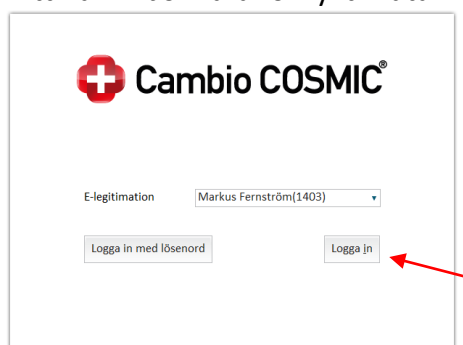 Cambio COSMIC®
E-legitimation Markus Fernström(1403)
Logga in med lösenord Logga in